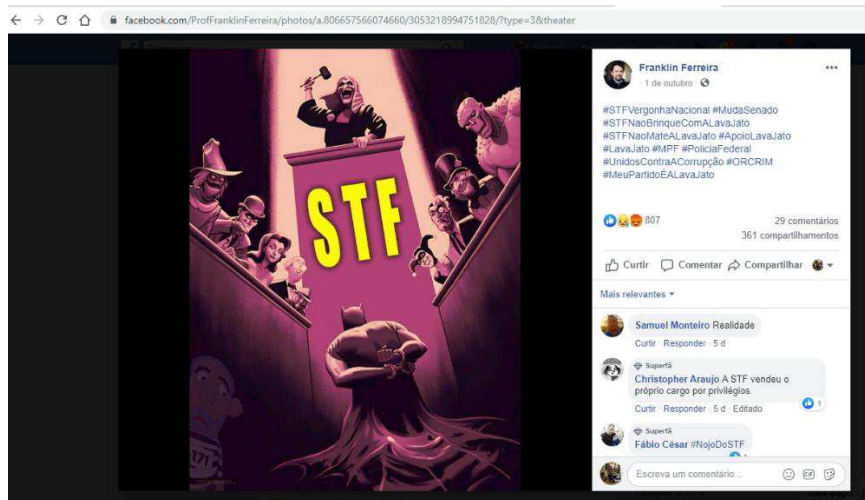 facebook.com/ProfFranklinFerreira/photos/a.806657566074660/3053218994751828/?type=3&theater
STF
171
Franklin Ferreira
1 de outubro
#STFVergonhaNacional #MudaSenado
#STFNaoBrinqueComALavaJato
#STFNaoMateALavaJato #ApoioLavaJato
#LavaJato #MPF #PoliciaFederal
#UnidosContraACorrupção #ORCRIM
#MeuPartidoÉALavaJato
807
29 comentários
361 compartilhamentos
Curtir Comentar Compartilhar
Mais relevantes
Samuel Monteiro Realidade
Curtir · Responder · 5 d
Superfã
Christopher Araujo A STF vendeu o
próprio cargo por privilégios.
1
Curtir · Responder · 5 d · Editado
Superfã
Fábio César #NojoDoSTF
Escreva um comentário...
GIF